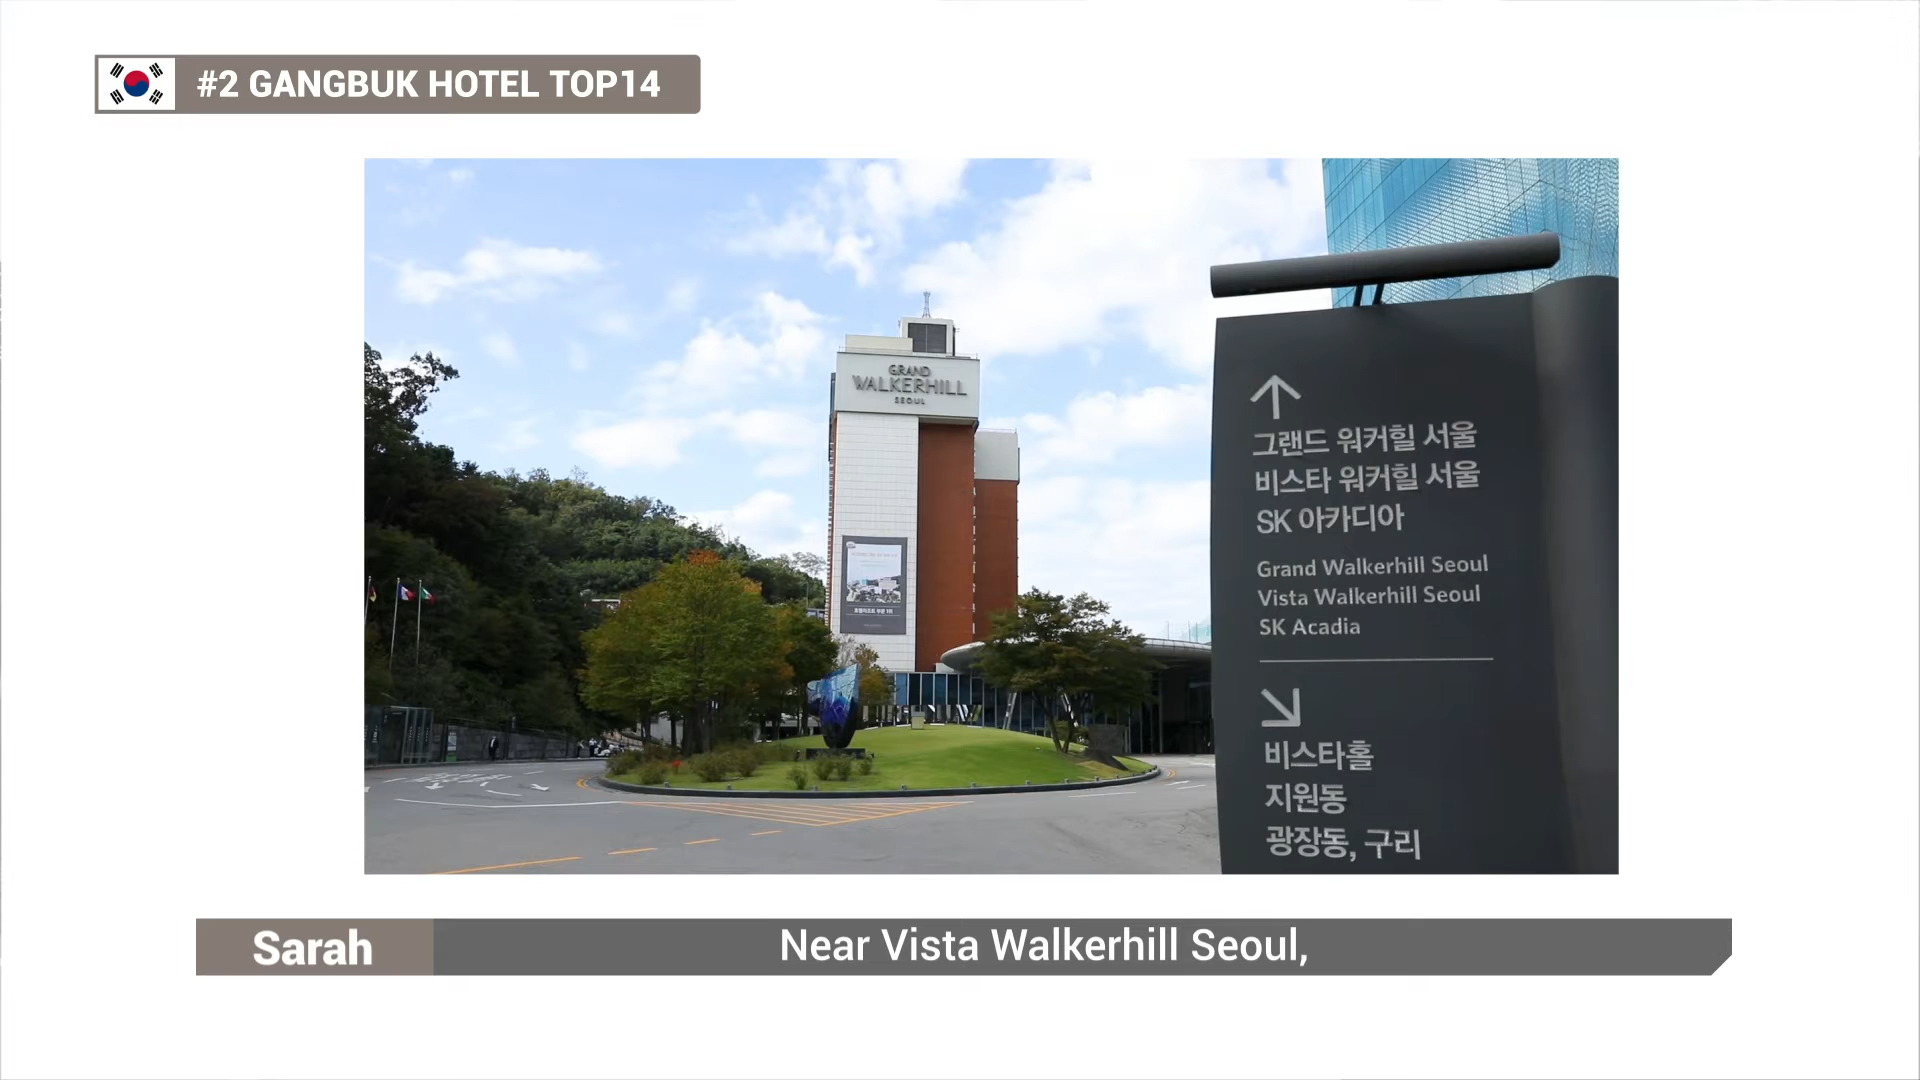 #2 GANGBUK HOTEL TOP14
GRAND
WALKERHILL
SEOUL
그랜드 워커힐 서울
비스타 워커힐 서울
SK 아카디아
Grand Walkerhill Seoul
Vista Walkerhill Seoul
SK Acadia
비스타홀
지원동
광장동, 구리
Sarah
Near Vista Walkerhill Seoul,